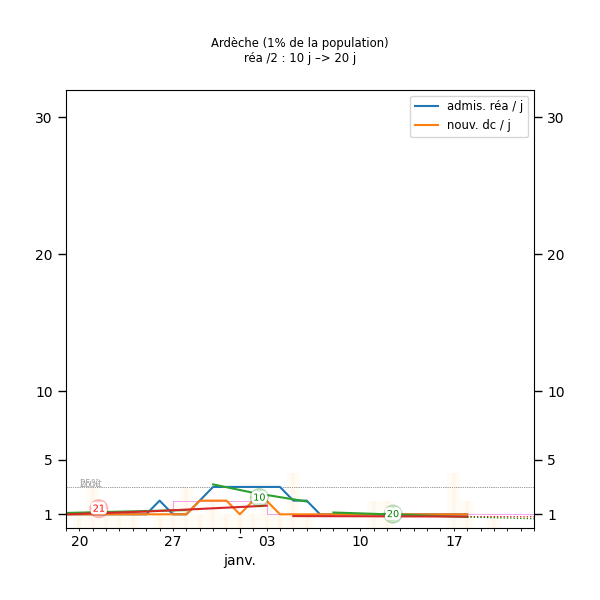 Ardèche (1% de la population)
réa /2 : 10 j –> 20 j
admis. réa / j
nouv. dc / j
30 30
20 20
10 10
5 5
1 1
21 10 20
20 27 - 03 10 17
janv.